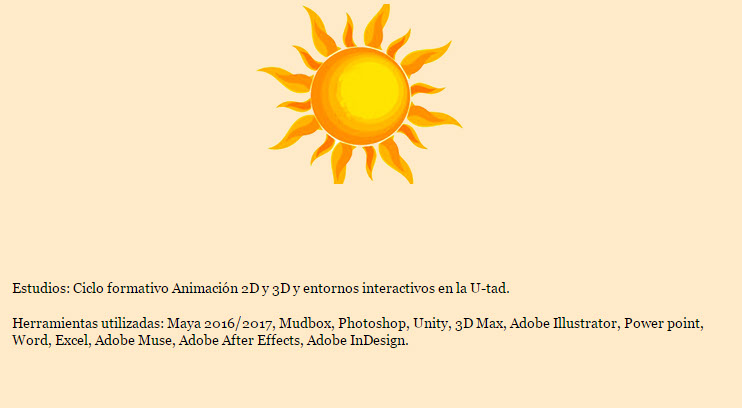 Estudios: Ciclo formativo Animación 2D y 3D y entornos interactivos en la U-tad.
Herramientas utilizadas: Maya 2016/2017, Mudbox, Photoshop, Unity, 3D Max, Adobe Illustrator, Power point,
Word, Excel, Adobe Muse, Adobe After Effects, Adobe InDesign.